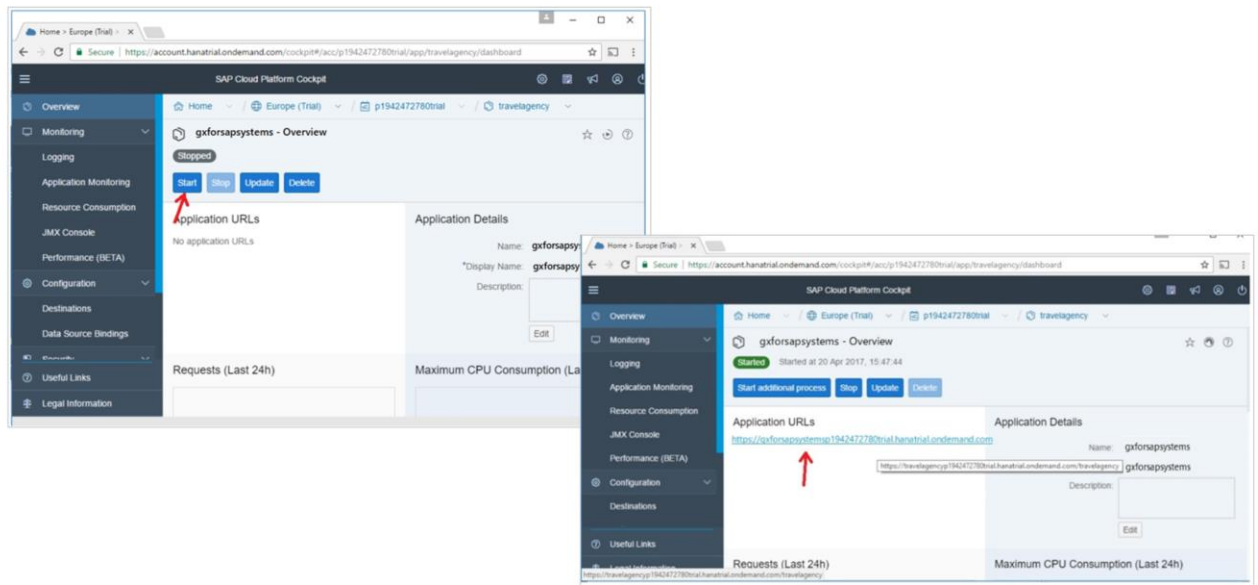 Home > Europe (Trial) >
Secure | https://account.hanatrial.ondemand.com/cockpit#/acc/p1942472780trial/app/travelagency/dashboard
SAP Cloud Platform Cockpit
Overview
Monitoring
Logging
Application Monitoring
Resource Consumption
JMX Console
Performance (BETA)
Configuration
Destinations
Data Source Bindings
Security
Useful Links
Legal Information
Home / Europe (Trial) / p1942472780trial / travelagency
gxforsapsystems - Overview
Stopped
Start Stop Update Delete
Application URLs
No application URLs
Application Details
Name: gxforsapsy
*Display Name: gxforsapsy
Description:
Edit
Requests (Last 24h)
Maximum CPU Consumption (La
Home > Europe (Trial) >
Secure | https://account.hanatrial.ondemand.com/cockpit#/acc/p1942472780trial/app/travelagency/dashboard
SAP Cloud Platform Cockpit
Overview
Monitoring
Logging
Application Monitoring
Resource Consumption
JMX Console
Performance (BETA)
Configuration
Destinations
Useful Links
Legal Information
Home / Europe (Trial) / p1942472780trial / travelagency
gxforsapsystems - Overview
Started Started at 20 Apr 2017, 15:47:44
Start additional process Stop Update Delete
Application URLs
https://gxforsapsystemsp1942472780trial.hanatrial.ondemand.com
https://travelagencyp1942472780trial.hanatrial.ondemand.com/travelagency
Application Details
Name: gxforsapsystems
gxforsapsystems
Description:
Edit
Requests (Last 24h)
Maximum CPU Consumption (Last 24h)
https://travelagencyp1942472780trial.hanatrial.ondemand.com/travelagency